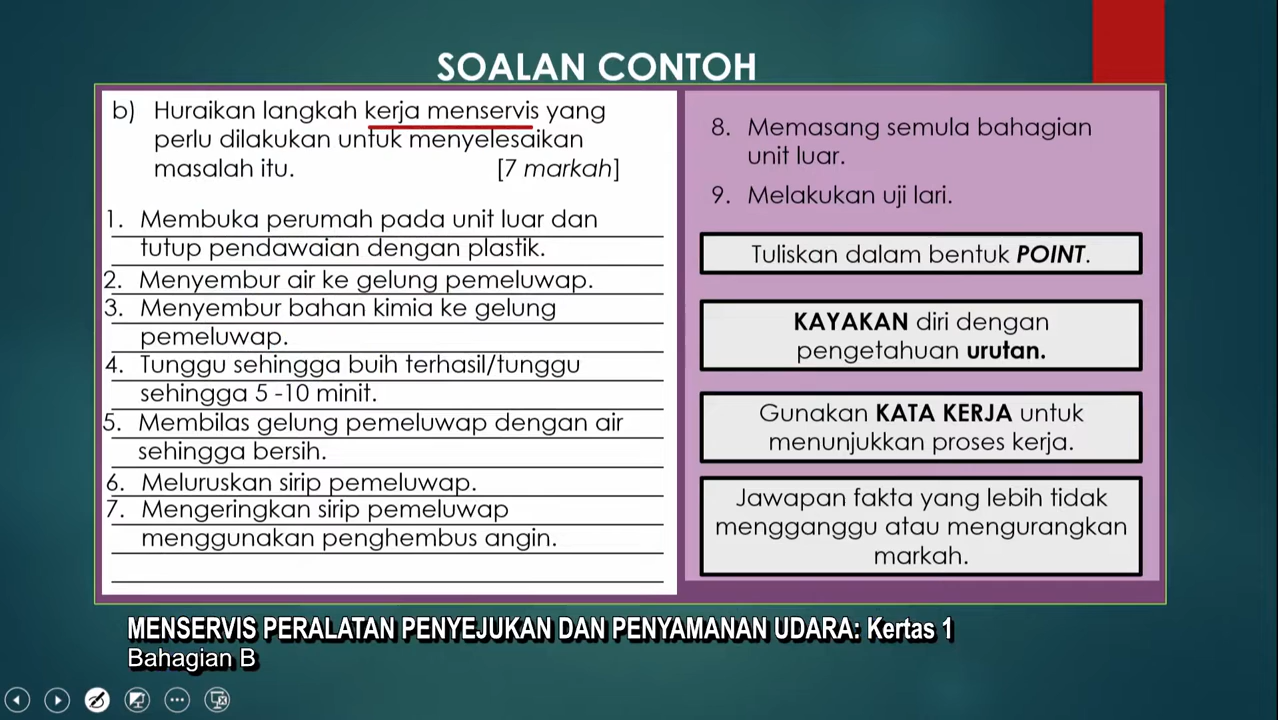 SOALAN CONTOH
b) Huraikan langkah kerja menservis yang
perlu dilakukan untuk menyelesaikan
masalah itu. [7 markah]
1. Membuka perumah pada unit luar dan
tutup pendawaian dengan plastik.
2. Menyembur air ke gelung pemeluwap.
3. Menyembur bahan kimia ke gelung
pemeluwap.
4. Tunggu sehingga buih terhasil/tunggu
sehingga 5 -10 minit.
5. Membilas gelung pemeluwap dengan air
sehingga bersih.
6. Meluruskan sirip pemeluwap.
7. Mengeringkan sirip pemeluwap
menggunakan penghembus angin.
8. Memasang semula bahagian
unit luar.
9. Melakukan uji lari.
Tuliskan dalam bentuk POINT.
KAYAKAN diri dengan
pengetahuan urutan.
Gunakan KATA KERJA untuk
menunjukkan proses kerja.
Jawapan fakta yang lebih tidak
mengganggu atau mengurangkan
markah.
MENSERVIS PERALATAN PENYEJUKAN DAN PENYAMANAN UDARA: Kertas 1
Bahagian B